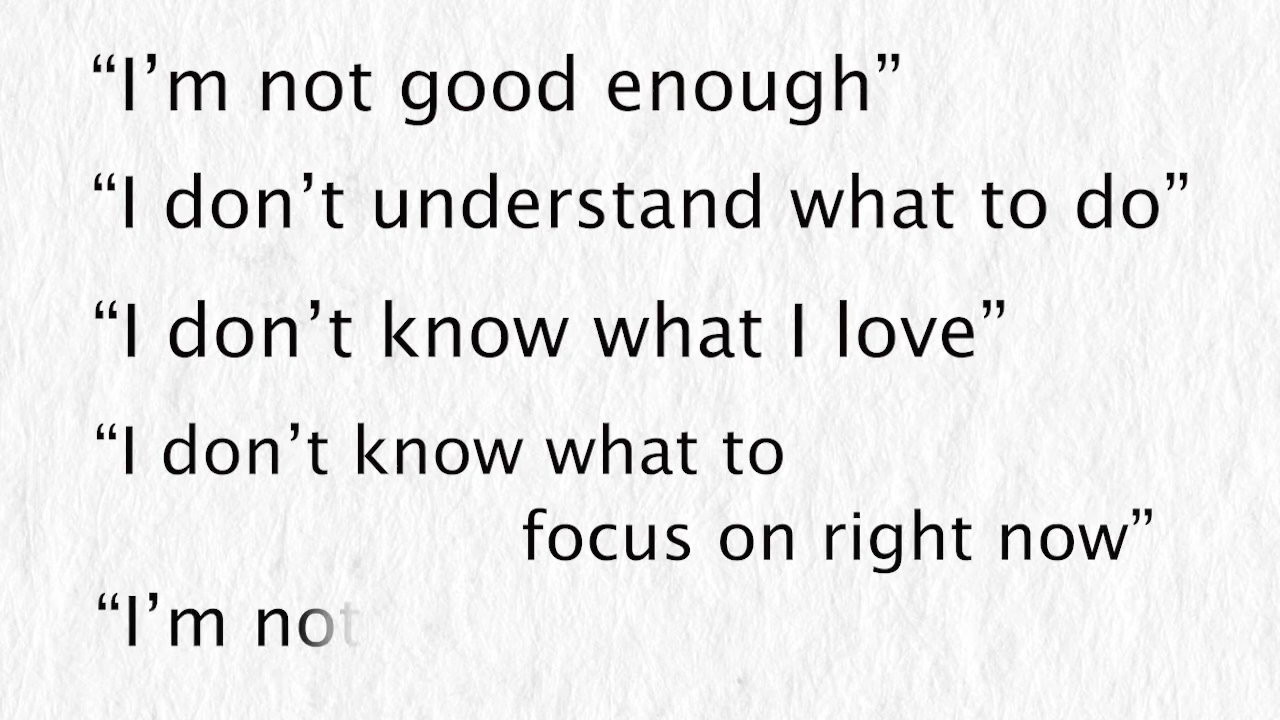 “I’m not good enough”
“I don’t understand what to do”
“I don’t know what I love”
“I don’t know what to
focus on right now”
“I’m not